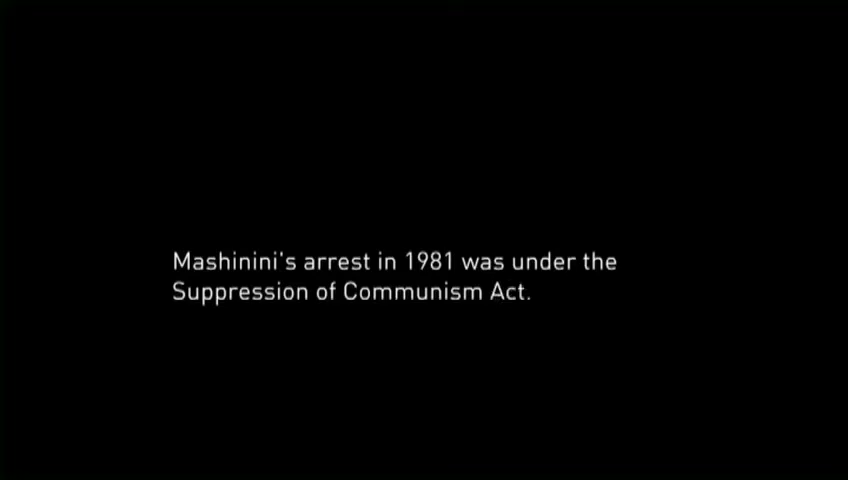 Mashinini's arrest in 1981 was under the
Suppression of Communism Act.